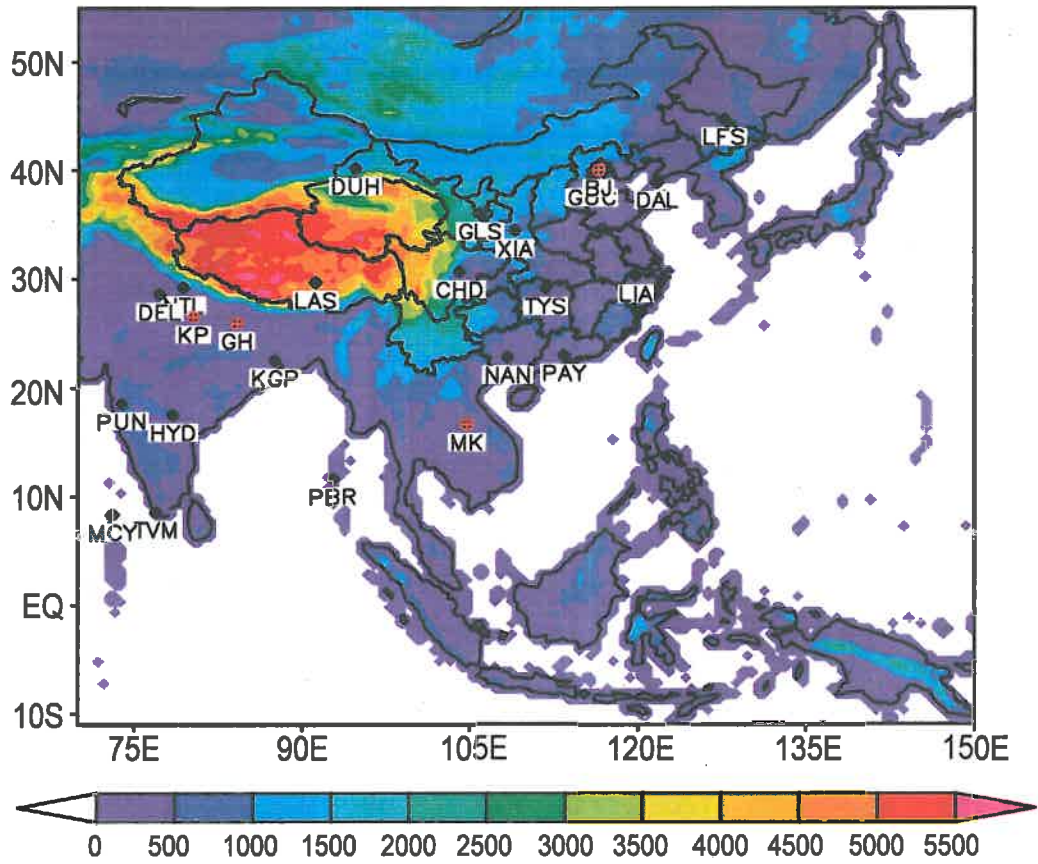 50N
LFS
40N
DUH
BJ
DAL
GLS
XIA
30N
CHD
LAS
TYS
LIA
DEL
KP
GH
KGP
NAN
PAY
20N
PUN
HYD
MK
10N
PBR
MCY
TVM
EQ
10S
75E 90E 105E 120E 135E 150E
0 500 1000 1500 2000 2500 3000 3500 4000 4500 5000 5500